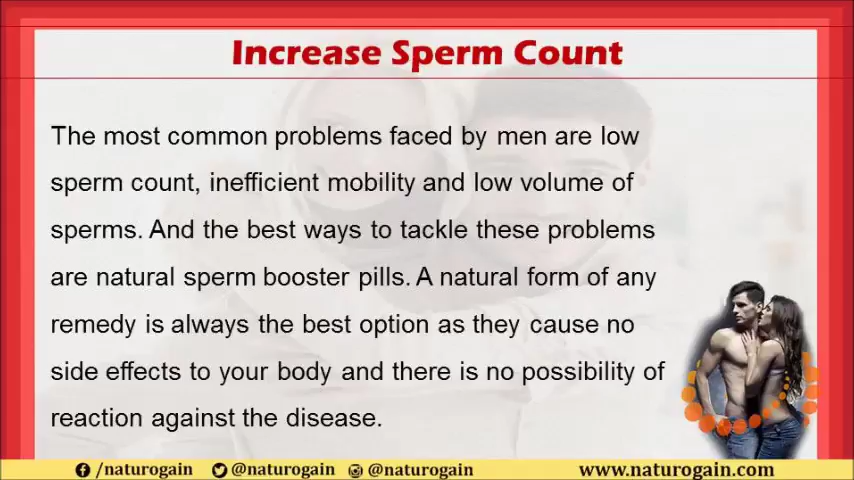 Increase Sperm Count
The most common problems faced by men are low
sperm count, inefficient mobility and low volume of
sperms. And the best ways to tackle these problems
are natural sperm booster pills. A natural form of any
remedy is always the best option as they cause no
side effects to your body and there is no possibility of
reaction against the disease.
/naturogain @naturogain @naturogain www.naturogain.com